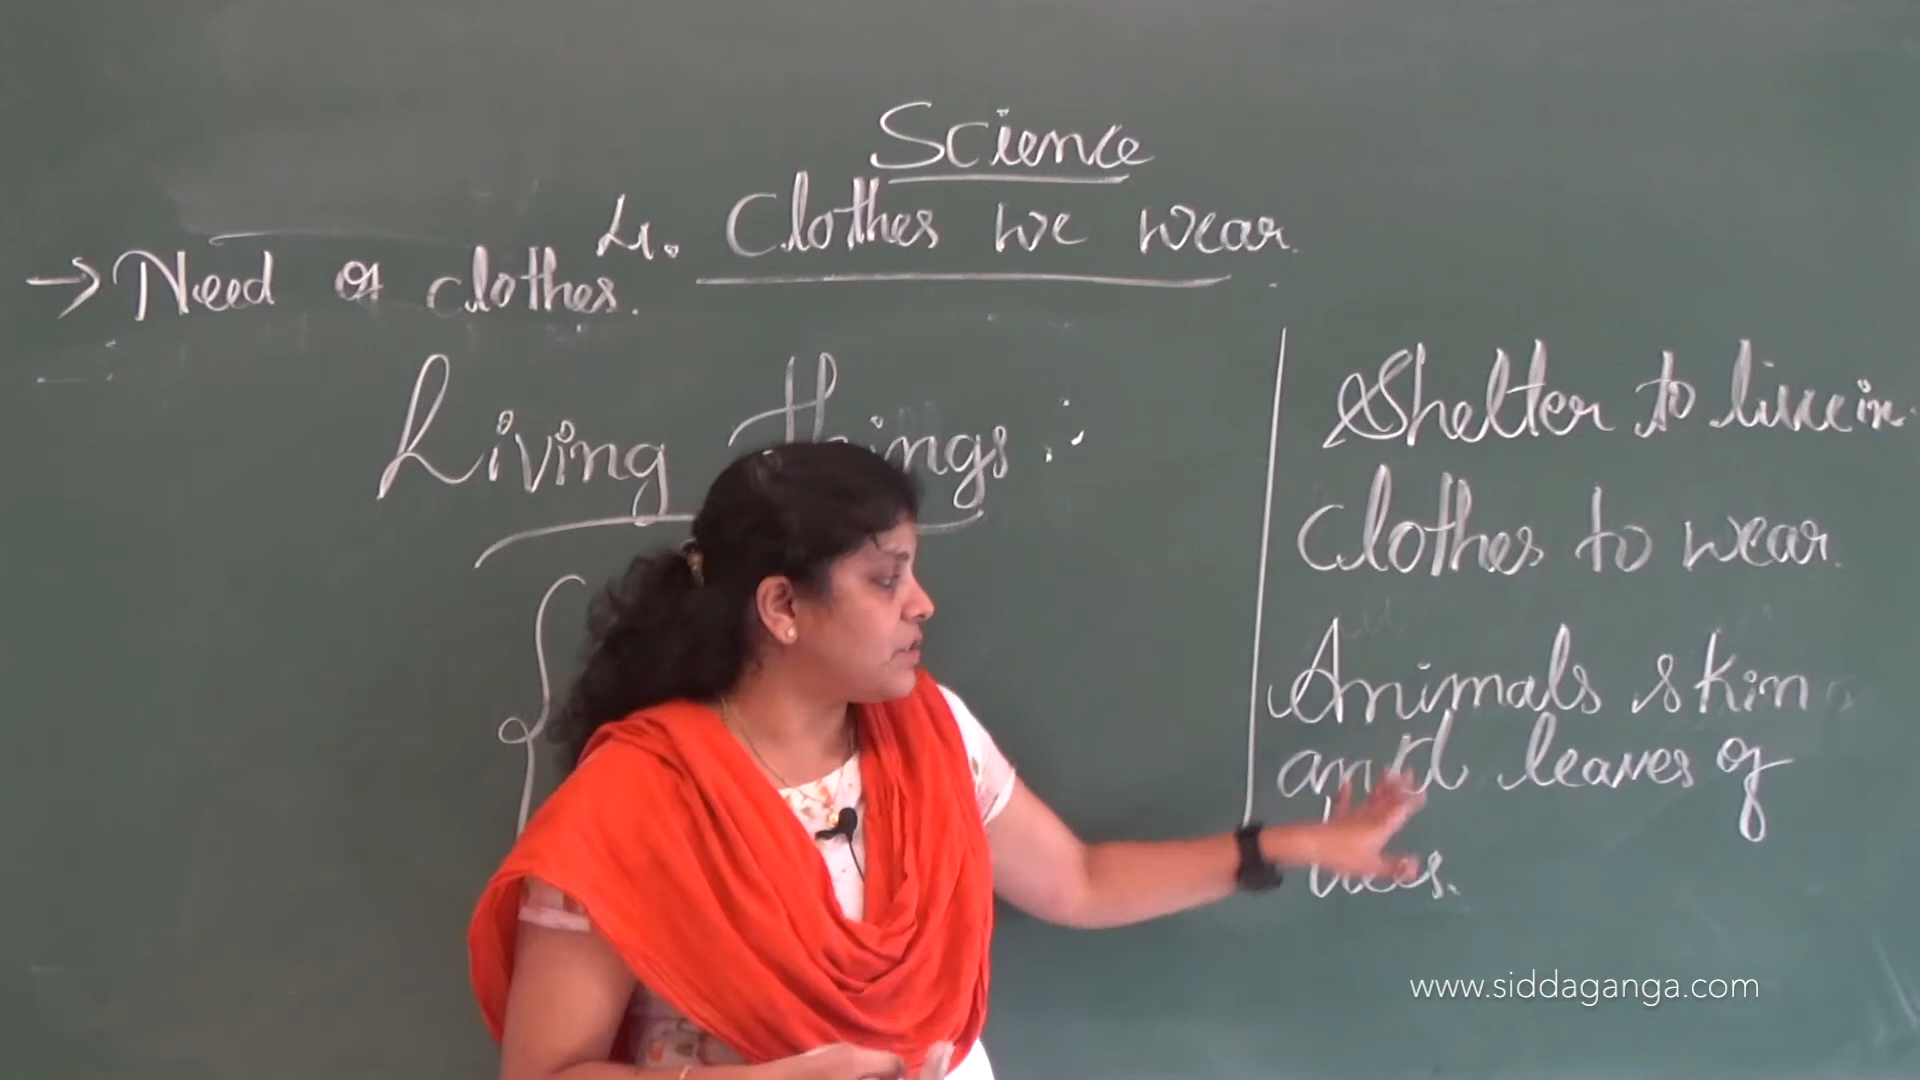 Science
4. Clothes we wear.
→ Need of clothes.
Living things :-
Shelter to live in.
Clothes to wear.
Animals skin
and leaves of
trees.
www.siddaganga.com